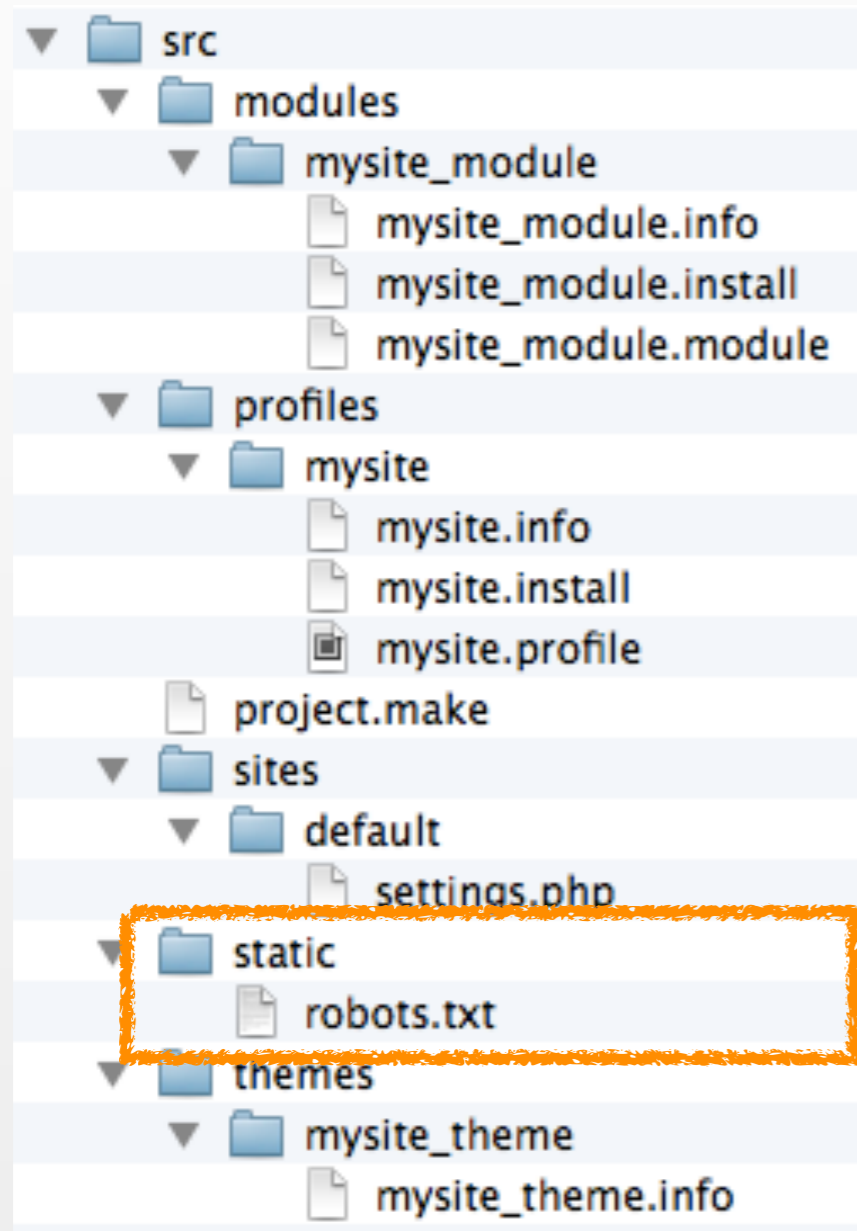 src
modules
mysite_module
mysite_module.info
mysite_module.install
mysite_module.module
profiles
mysite
mysite.info
mysite.install
mysite.profile
project.make
sites
default
settings.php
static
robots.txt
themes
mysite_theme
mysite_theme.info